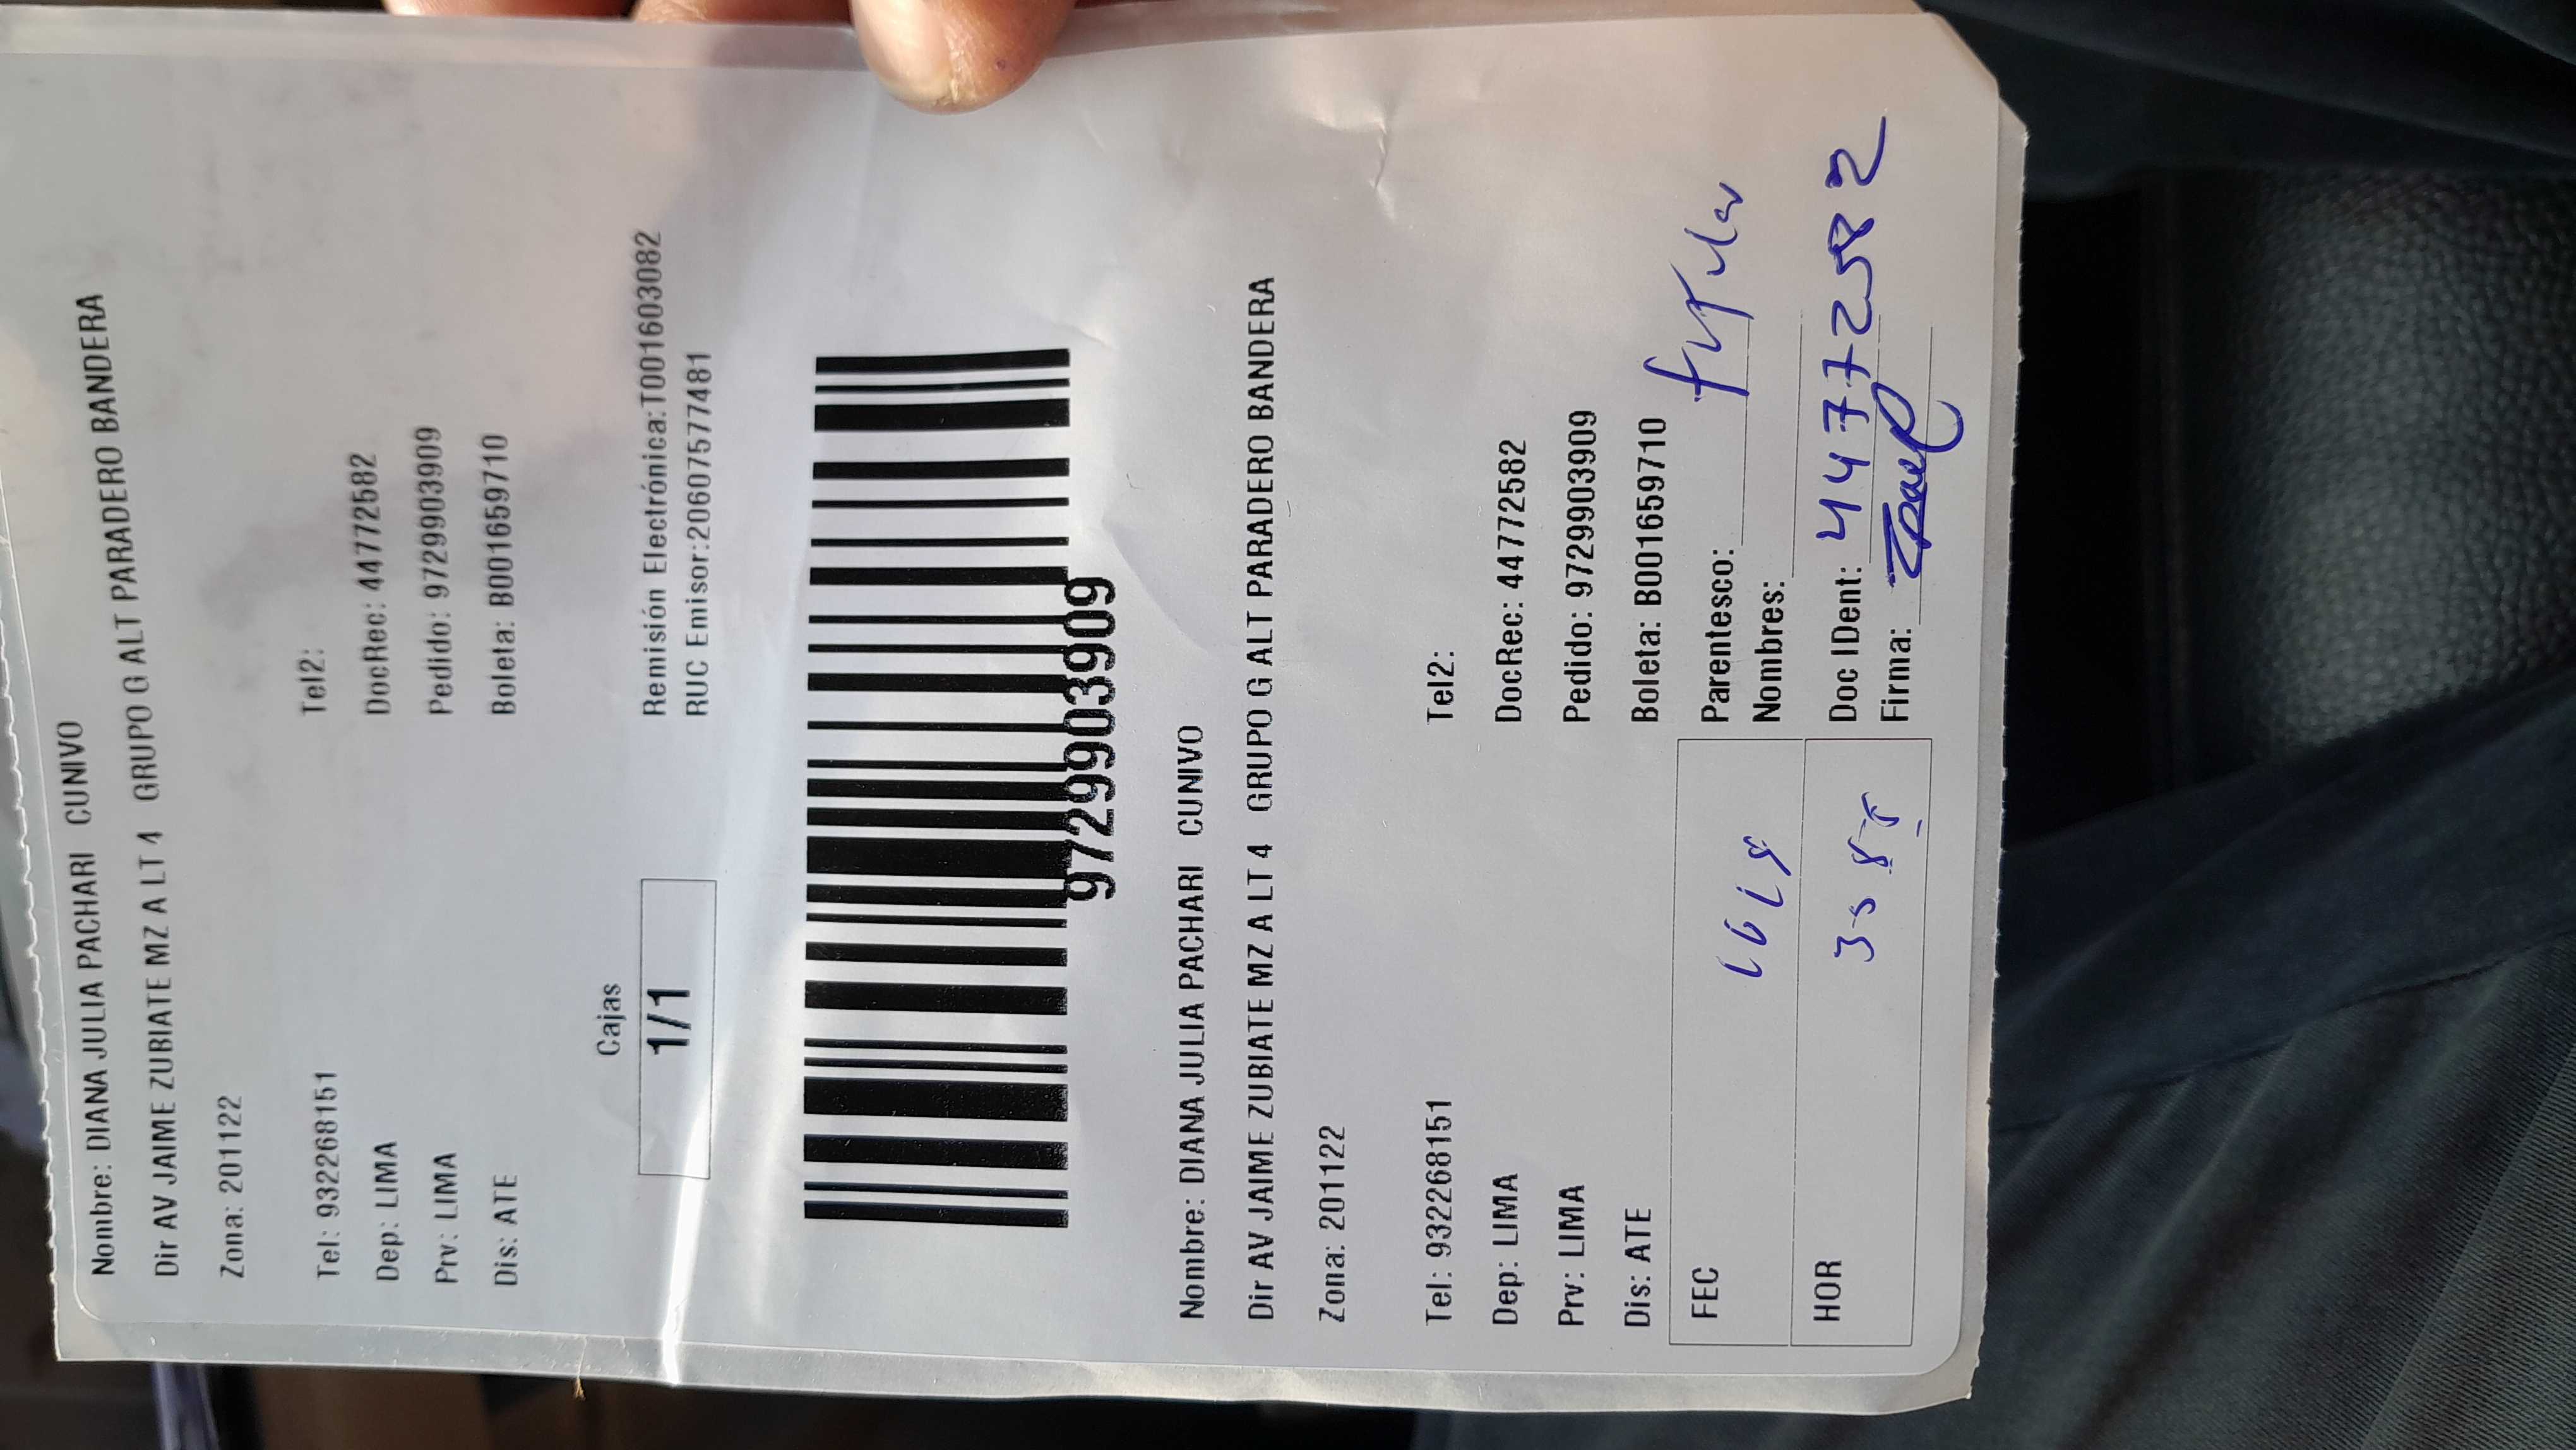 Nombre: DIANA JULIA PACHARI CUNIVO
Dir AV JAIME ZUBIATE MZ A LT 4 GRUPO G ALT PARADERO BANDERA
Zona: 201122
Tel: 932268151 Tel2:
Dep: LIMA DocRec: 44772582
Prv: LIMA Pedido: 97299903909
Dis: ATE Boleta: B001659710
Cajas
1/1
Remisión Electrónica:T001603082
RUC Emisor:20607577481
97299903909
Nombre: DIANA JULIA PACHARI CUNIVO
Dir AV JAIME ZUBIATE MZ A LT 4 GRUPO G ALT PARADERO BANDERA
Zona: 201122
Tel: 932268151 Tel2:
Dep: LIMA DocRec: 44772582
Prv: LIMA Pedido: 97299903909
Dis: ATE Boleta: B001659710
FEC
Parentesco:
Nombres:
HOR
Doc IDent: 44772582
Firma: